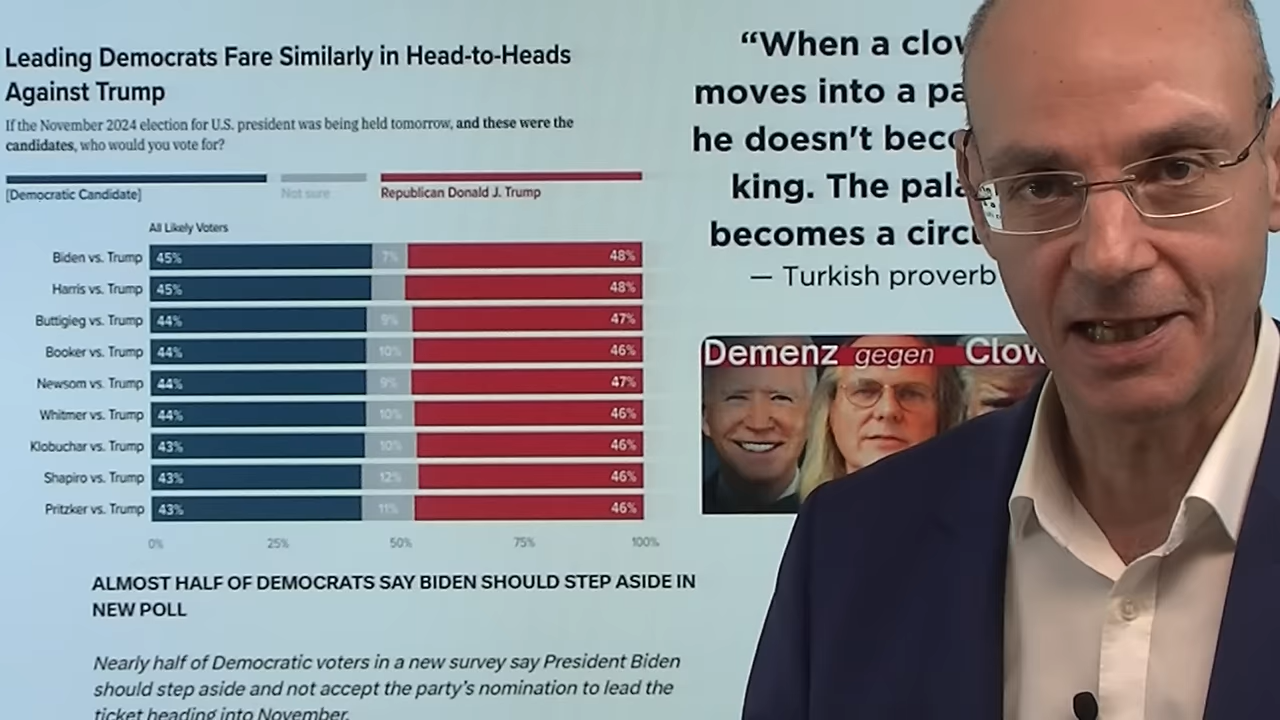 Leading Democrats Fare Similarly in Head-to-Heads
Against Trump
If the November 2024 election for U.S. president was being held tomorrow, and these were the
candidates, who would you vote for?
[Democratic Candidate]
Not sure
Republican Donald J. Trump
All Likely Voters
Biden vs. Trump 45% 7% 48%
Harris vs. Trump 45% 48%
Buttigieg vs. Trump 44% 9% 47%
Booker vs. Trump 44% 10% 46%
Newsom vs. Trump 44% 9% 47%
Whitmer vs. Trump 44% 10% 46%
Klobuchar vs. Trump 43% 10% 46%
Shapiro vs. Trump 43% 12% 46%
Pritzker vs. Trump 43% 11% 46%
0% 25% 50% 75% 100%
ALMOST HALF OF DEMOCRATS SAY BIDEN SHOULD STEP ASIDE IN
NEW POLL
Nearly half of Democratic voters in a new survey say President Biden
should step aside and not accept the party's nomination to lead the
ticket heading into November.
“When a clow
moves into a pa
he doesn't beco
king. The pala
becomes a circu
— Turkish proverb
Demenz gegen Clow